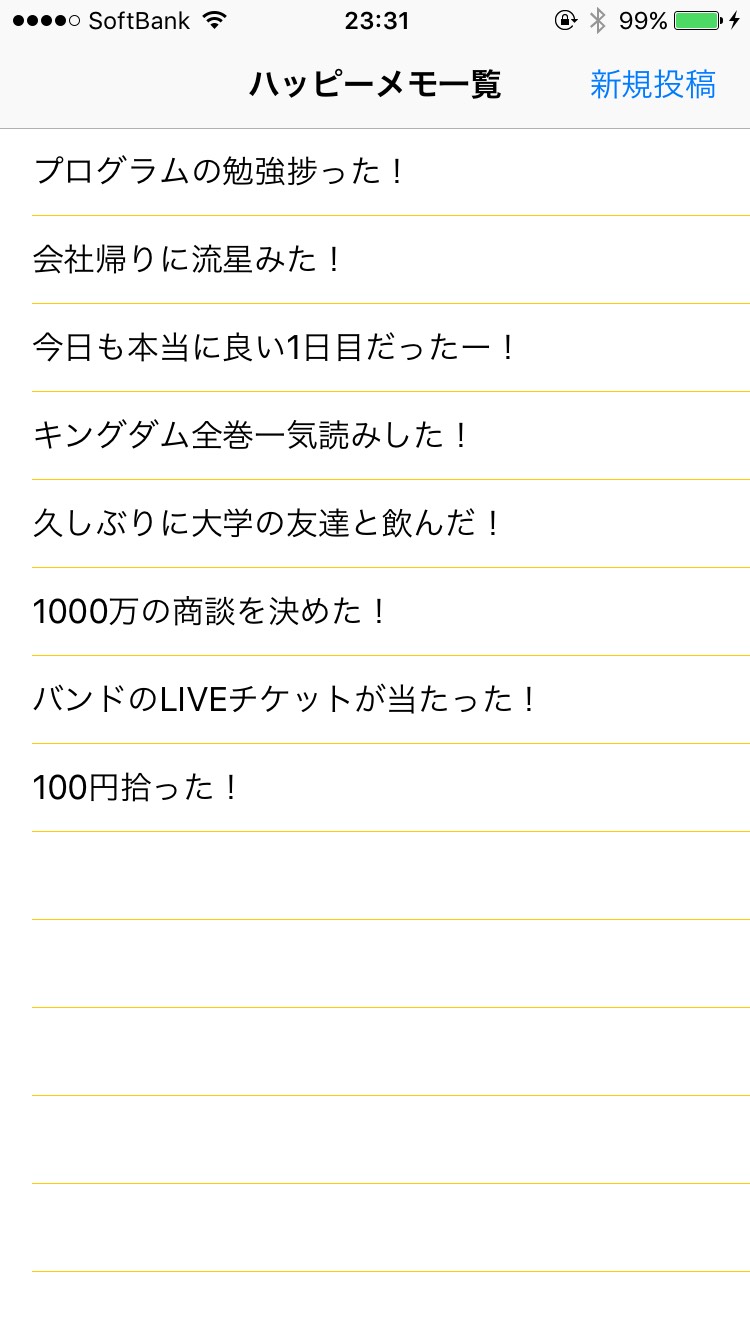 SoftBank 23:31 99%
ハッピーメモ一覧 新規投稿
プログラムの勉強捗った！
会社帰りに流星みた！
今日も本当に良い1日目だったー！
キングダム全巻一気読みした！
久しぶりに大学の友達と飲んだ！
1000万の商談を決めた！
バンドのLIVEチケットが当たった！
100円拾った！